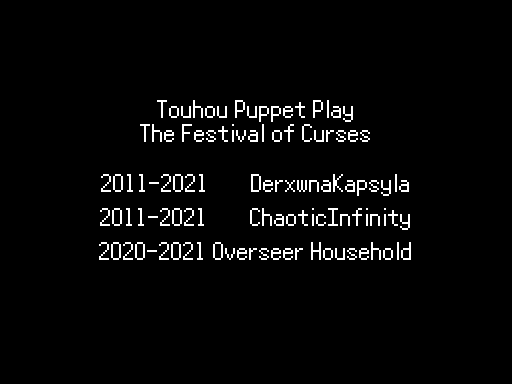 Touhou Puppet Play
The Festival of Curses
2011-2021 DerxwnaKapsyla
2011-2021 ChaoticInfinity
2020-2021 Overseer Household